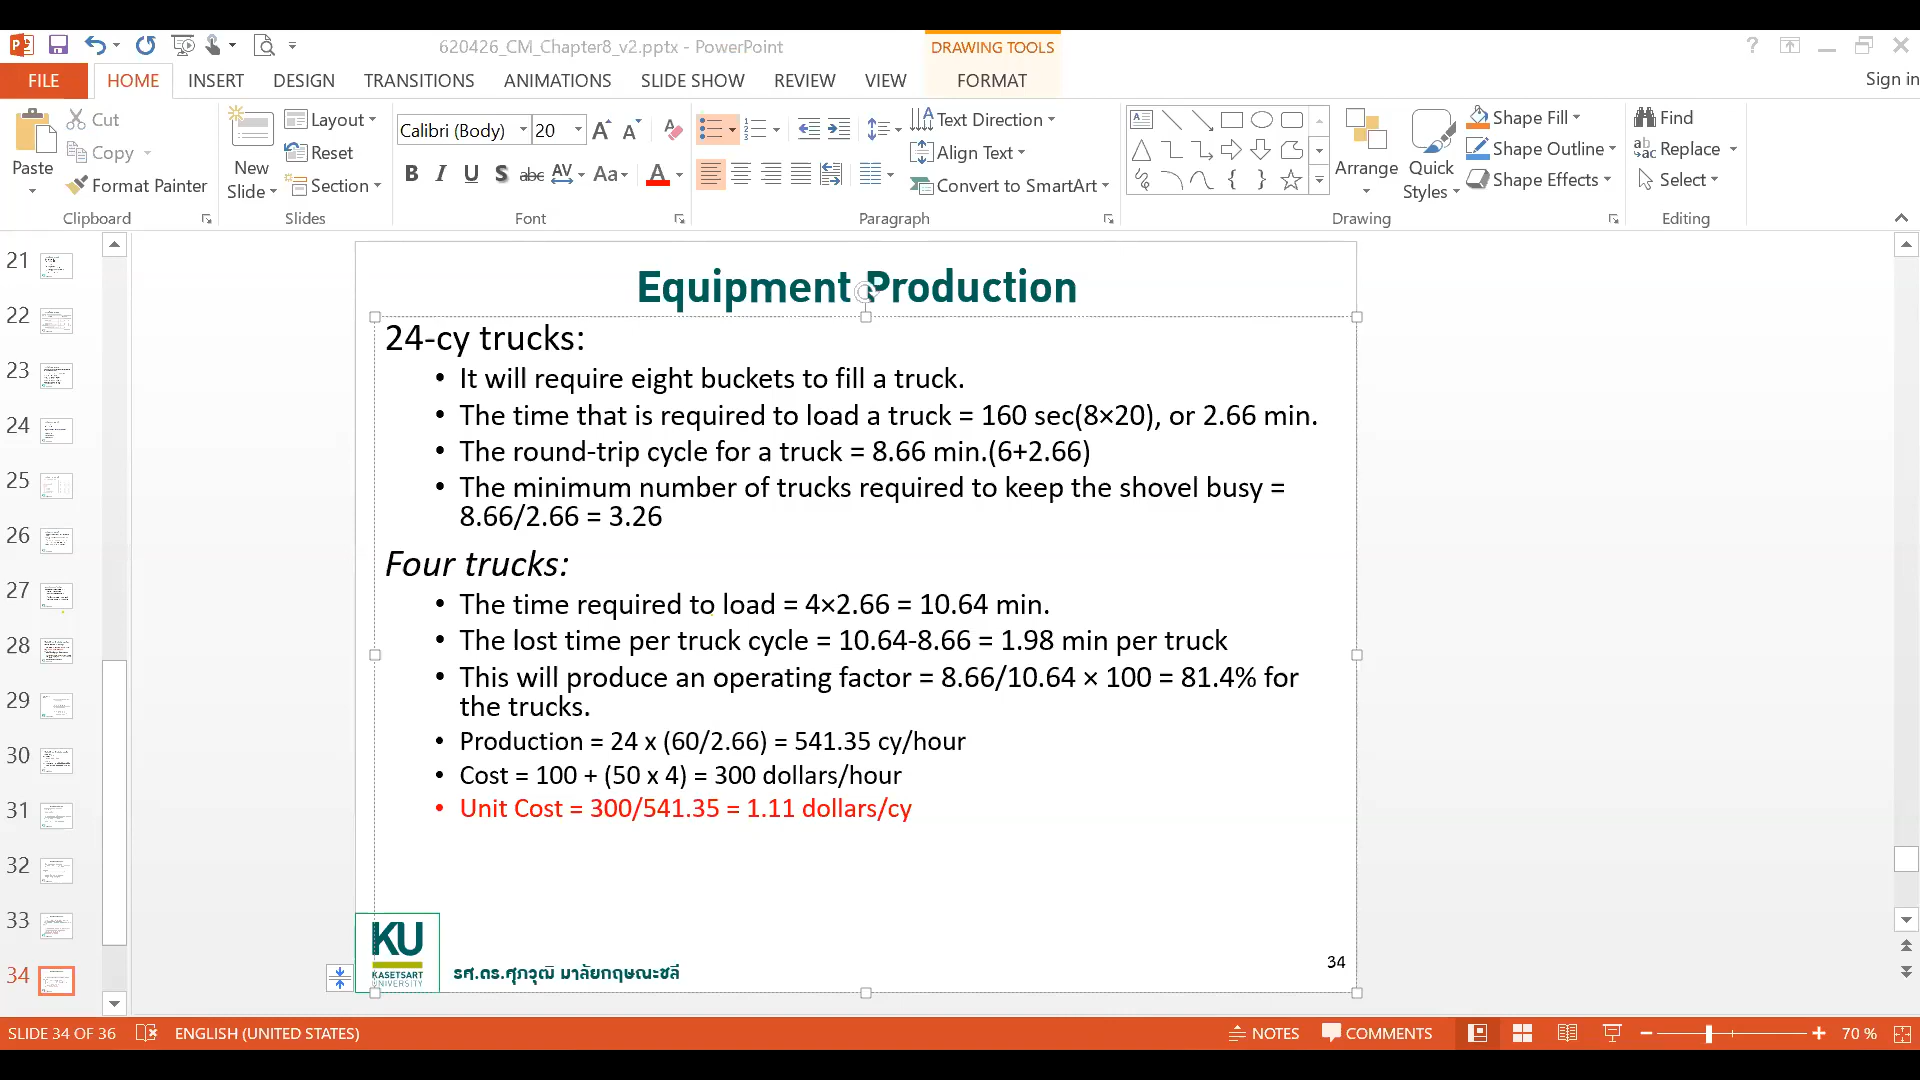 620426_CM_Chapter8_v2.pptx - PowerPoint
DRAWING TOOLS
FILE HOME INSERT DESIGN TRANSITIONS ANIMATIONS SLIDE SHOW REVIEW VIEW FORMAT
Sign in
Paste
Cut
Copy
Format Painter
Clipboard
New Slide
Layout
Reset
Section
Slides
Calibri (Body) 20
B I U S abc AV Aa A
Font
Text Direction
Align Text
Convert to SmartArt
Paragraph
Arrange
Quick Styles
Shape Fill
Shape Outline
Shape Effects
Drawing
Find
Replace
Select
Editing
21
22
23
24
25
26
27
28
29
30
31
32
33
34
Equipment Production
24-cy trucks:
• It will require eight buckets to fill a truck.
• The time that is required to load a truck = 160 sec(8×20), or 2.66 min.
• The round-trip cycle for a truck = 8.66 min.(6+2.66)
• The minimum number of trucks required to keep the shovel busy =
8.66/2.66 = 3.26
Four trucks:
• The time required to load = 4×2.66 = 10.64 min.
• The lost time per truck cycle = 10.64-8.66 = 1.98 min per truck
• This will produce an operating factor = 8.66/10.64 × 100 = 81.4% for
the trucks.
• Production = 24 x (60/2.66) = 541.35 cy/hour
• Cost = 100 + (50 x 4) = 300 dollars/hour
• Unit Cost = 300/541.35 = 1.11 dollars/cy
KU
KASETSART
UNIVERSITY
รศ.ดร.ศุภวุฒิ มาลัยกฤษณะชลี
34
SLIDE 34 OF 36 ENGLISH (UNITED STATES) NOTES COMMENTS 70 %